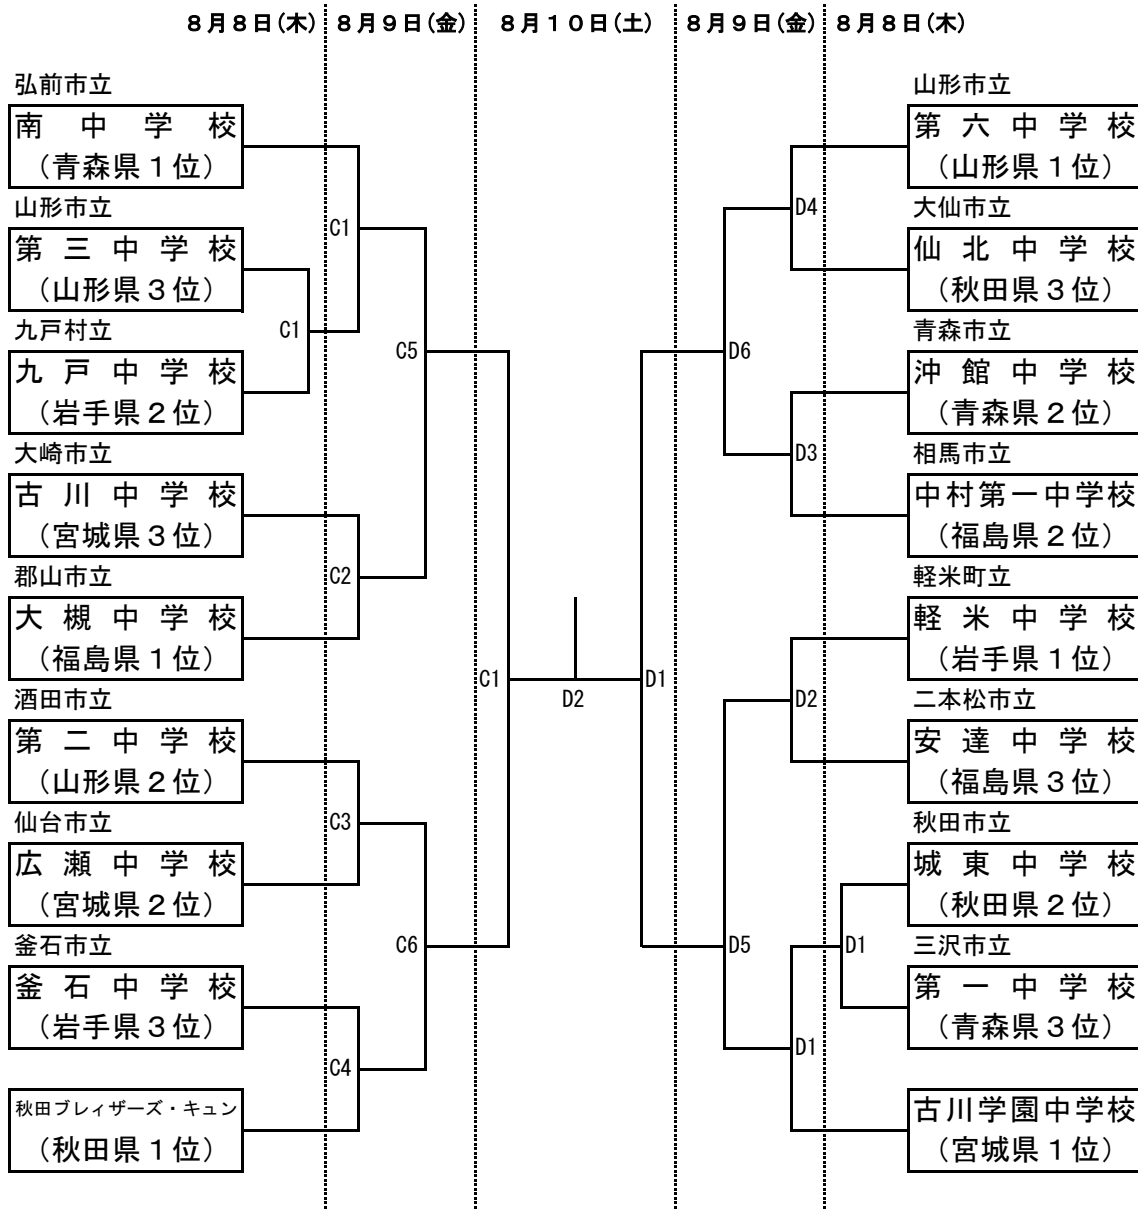 ８月８日(木) ８月９日(金) ８月１０日(土) ８月９日(金) ８月８日(木)
弘前市立
南中学校
（青森県１位）
山形市立
第三中学校
（山形県３位）
九戸村立
九戸中学校
（岩手県２位）
大崎市立
古川中学校
（宮城県３位）
郡山市立
大槻中学校
（福島県１位）
酒田市立
第二中学校
（山形県２位）
仙台市立
広瀬中学校
（宮城県２位）
釜石市立
釜石中学校
（岩手県３位）
秋田ブレィザーズ・キュン
（秋田県１位）
C1
C1
C5
C2
C3
C6
C4
C1
D2
D1
D4
D6
D3
D2
D5
D1
D1
山形市立
第六中学校
（山形県１位）
大仙市立
仙北中学校
（秋田県３位）
青森市立
沖館中学校
（青森県２位）
相馬市立
中村第一中学校
（福島県２位）
軽米町立
軽米中学校
（岩手県１位）
二本松市立
安達中学校
（福島県３位）
秋田市立
城東中学校
（秋田県２位）
三沢市立
第一中学校
（青森県３位）
古川学園中学校
（宮城県１位）